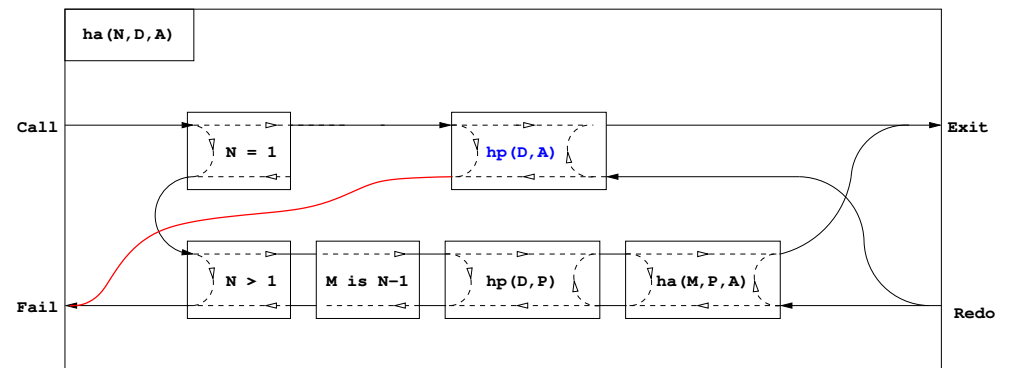 ha(N,D,A)
Call
Exit
N = 1
hp(D,A)
N > 1
M is N−1
hp(D,P)
ha(M,P,A)
Fail
Redo